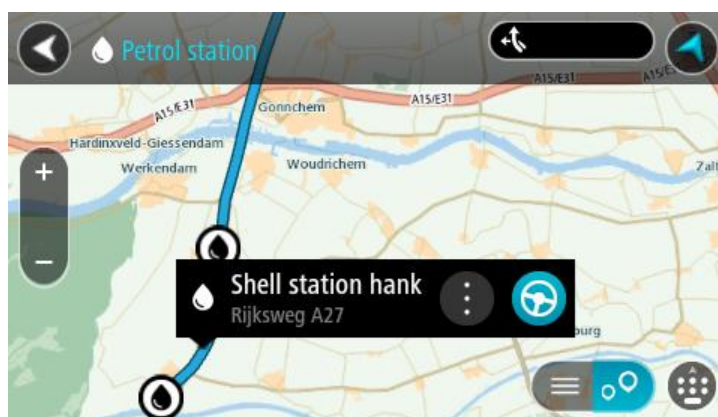 Petrol station
A15/E31
A15/E31
A15/E31
Gonnchem
A15/E31
Hardinxveld-Giessendam
Werkendam
Woudrichem
Zalt
+
−
Shell station hank
Rijksweg A27
burg